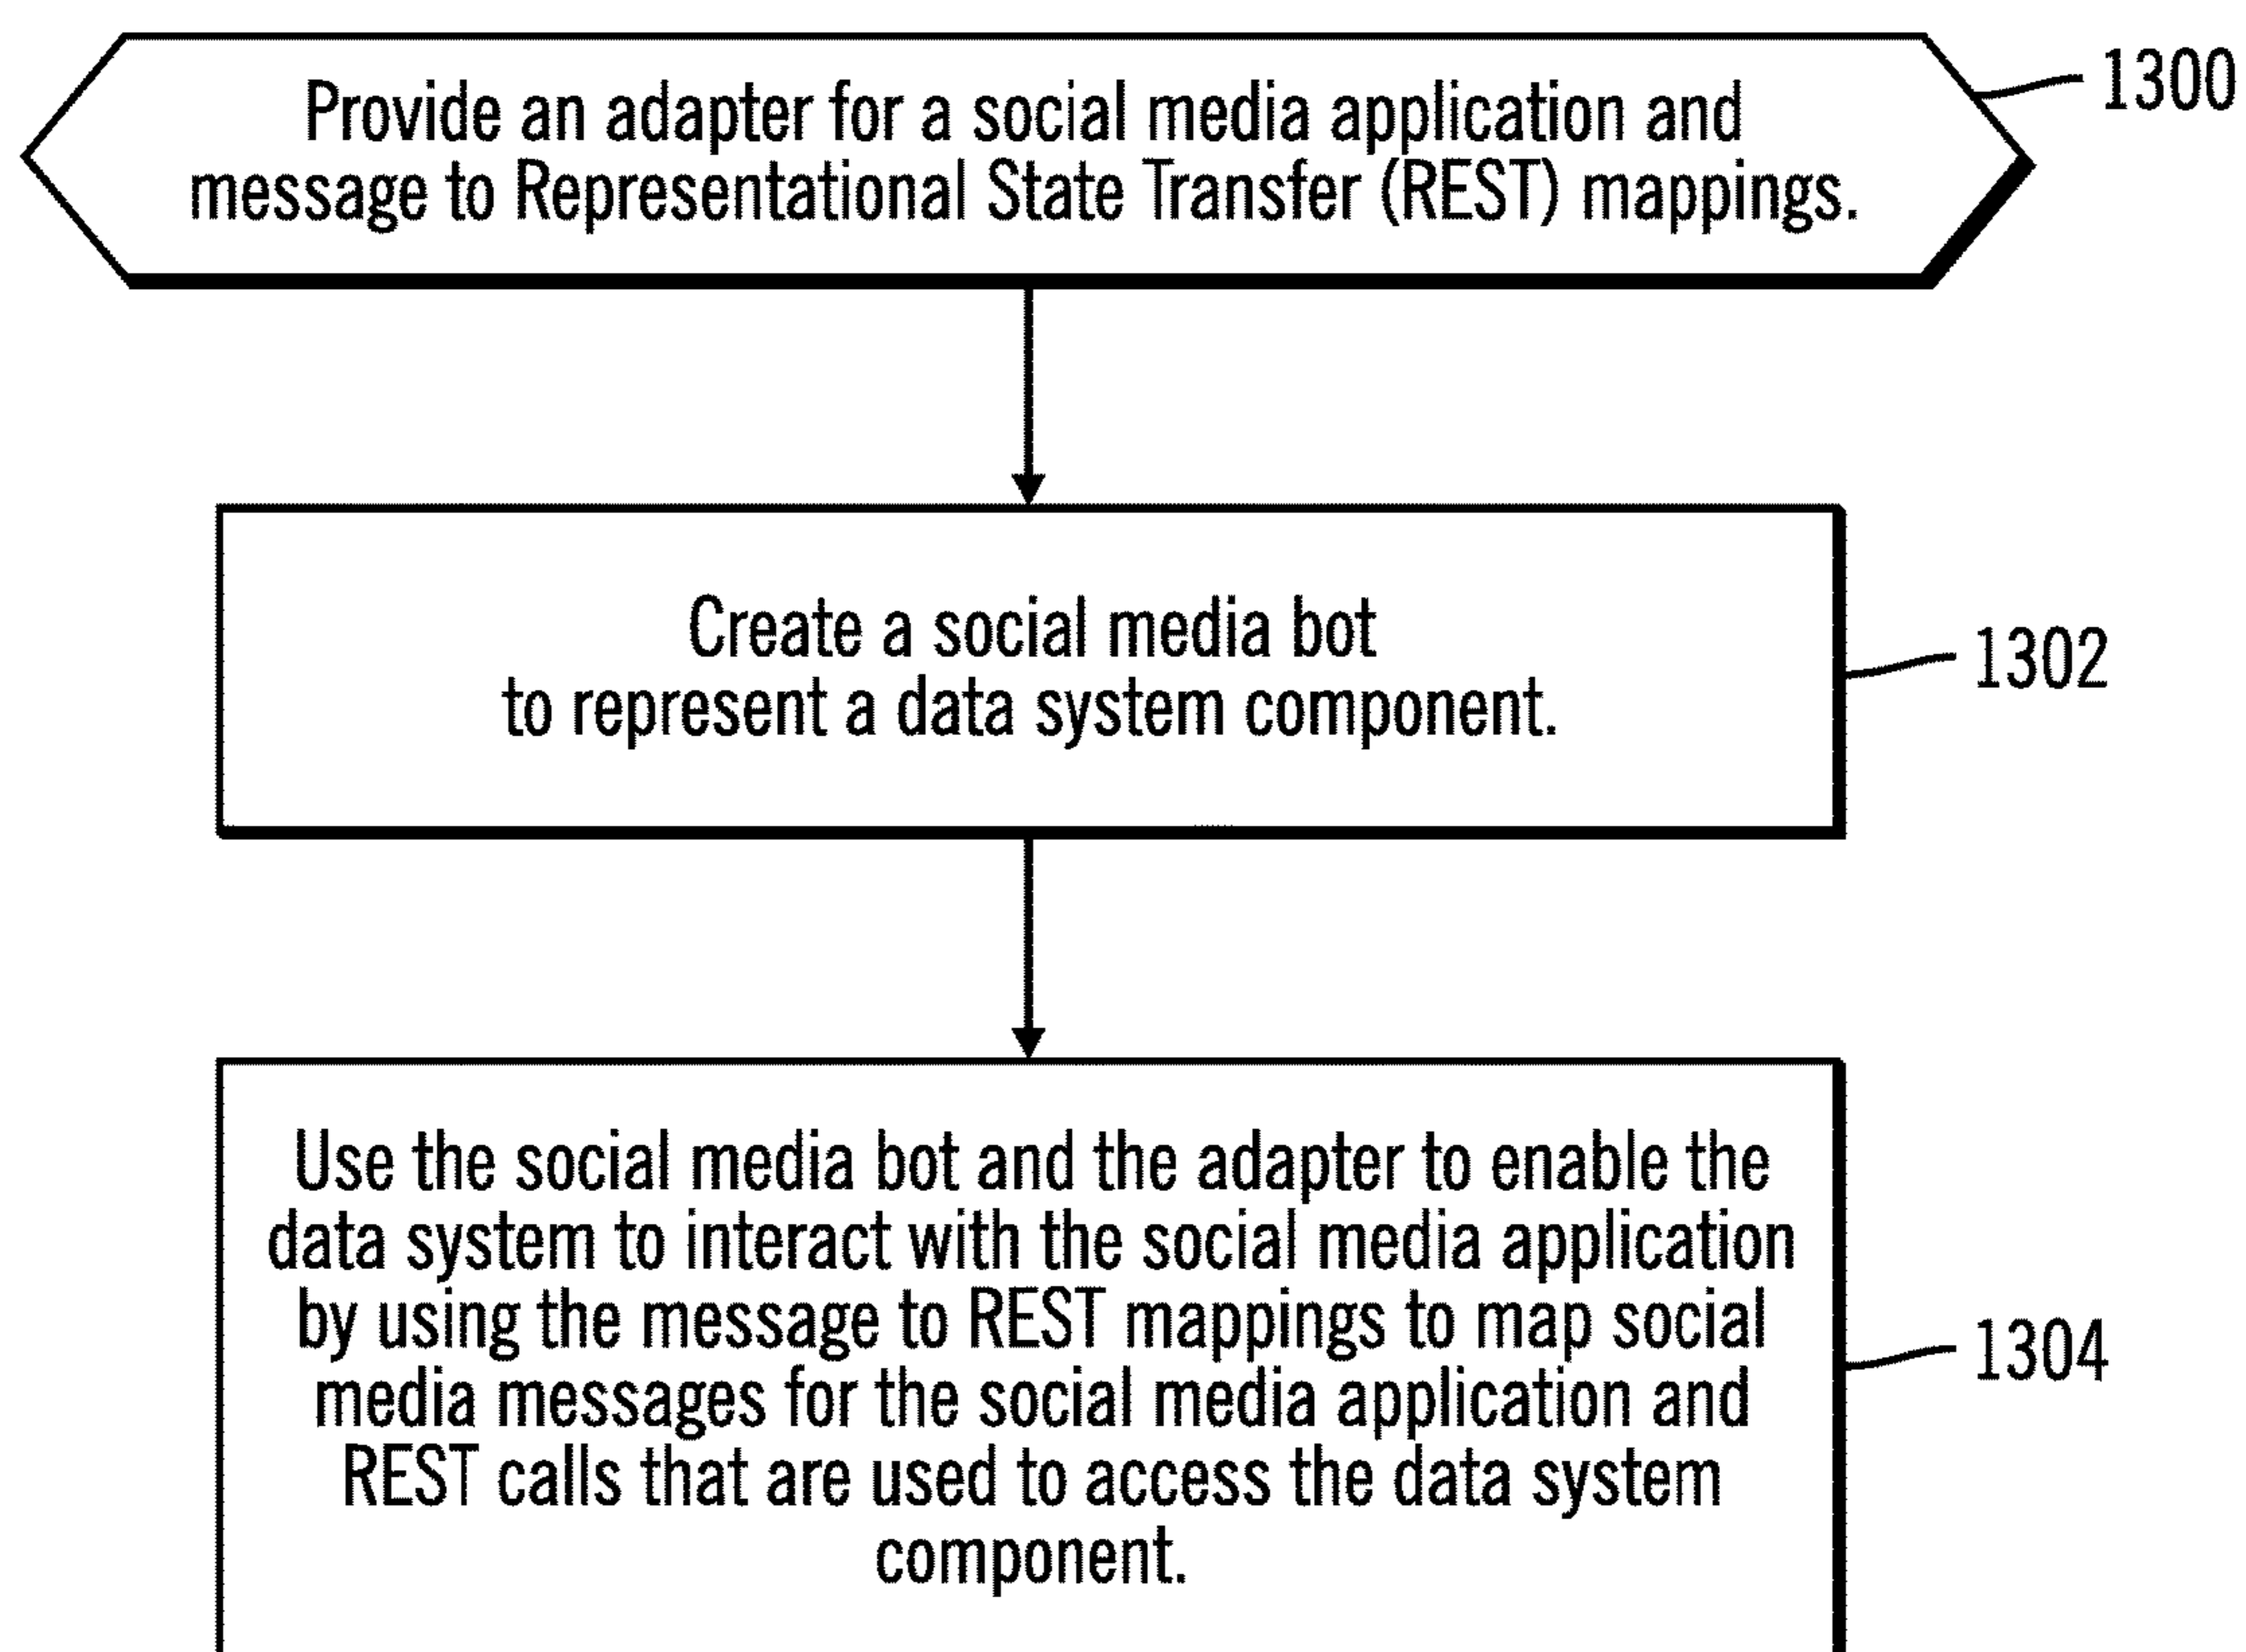 Provide an adapter for a social media application and
message to Representational State Transfer (REST) mappings.
1300
Create a social media bot
to represent a data system component.
1302
Use the social media bot and the adapter to enable the
data system to interact with the social media application
by using the message to REST mappings to map social
media messages for the social media application and
REST calls that are used to access the data system
component.
1304